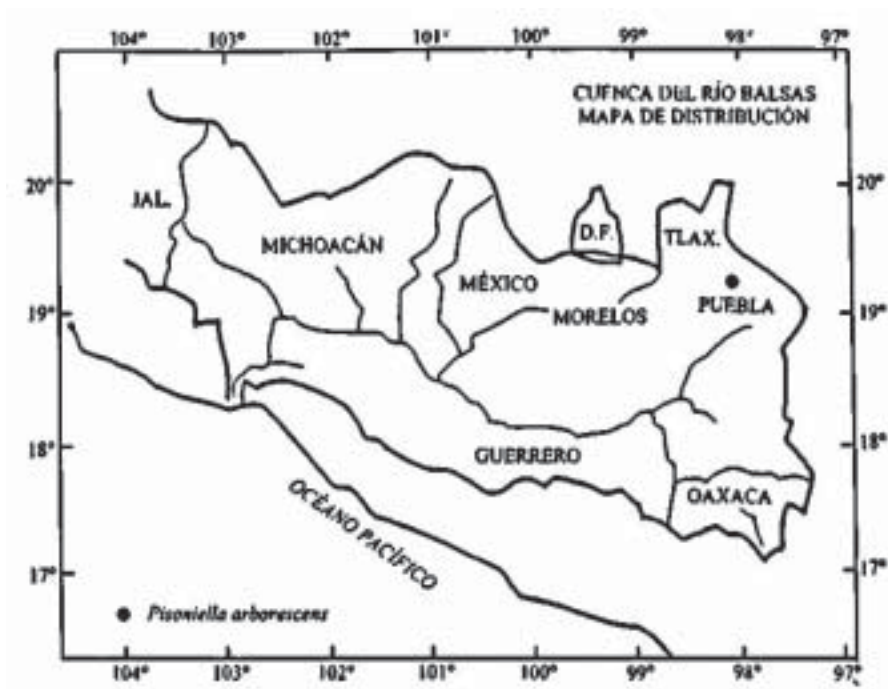 104° 103° 102° 101° 100° 99° 98° 97°
CUENCA DEL RÍO BALSAS
MAPA DE DISTRIBUCIÓN
20° 20°
JAL.
D.F.
TLAX.
MICHOACÁN
MÉXICO
19° MORELOS PUEBLA 19°
18° GUERRERO 18°
OAXACA
OCÉANO PACÍFICO
17° 17°
Pisoniella arborescens
104° 103° 102° 101° 100° 99° 98° 97°